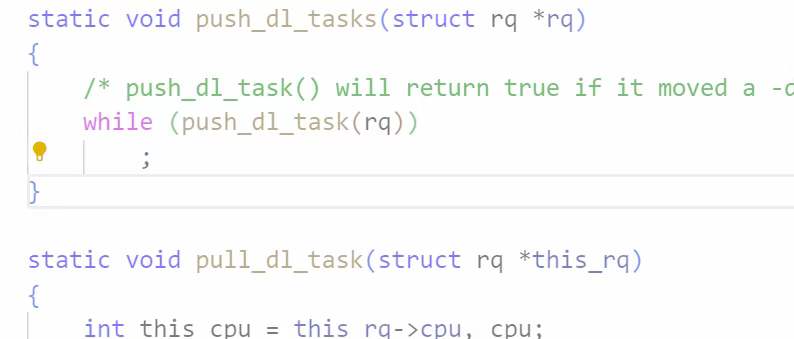 static void push_dl_tasks(struct rq *rq)
{
/* push_dl_task() will return true if it moved a
while (push_dl_task(rq))
;
}
static void pull_dl_task(struct rq *this_rq)
{
int this_cpu = this_rq->cpu, cpu;